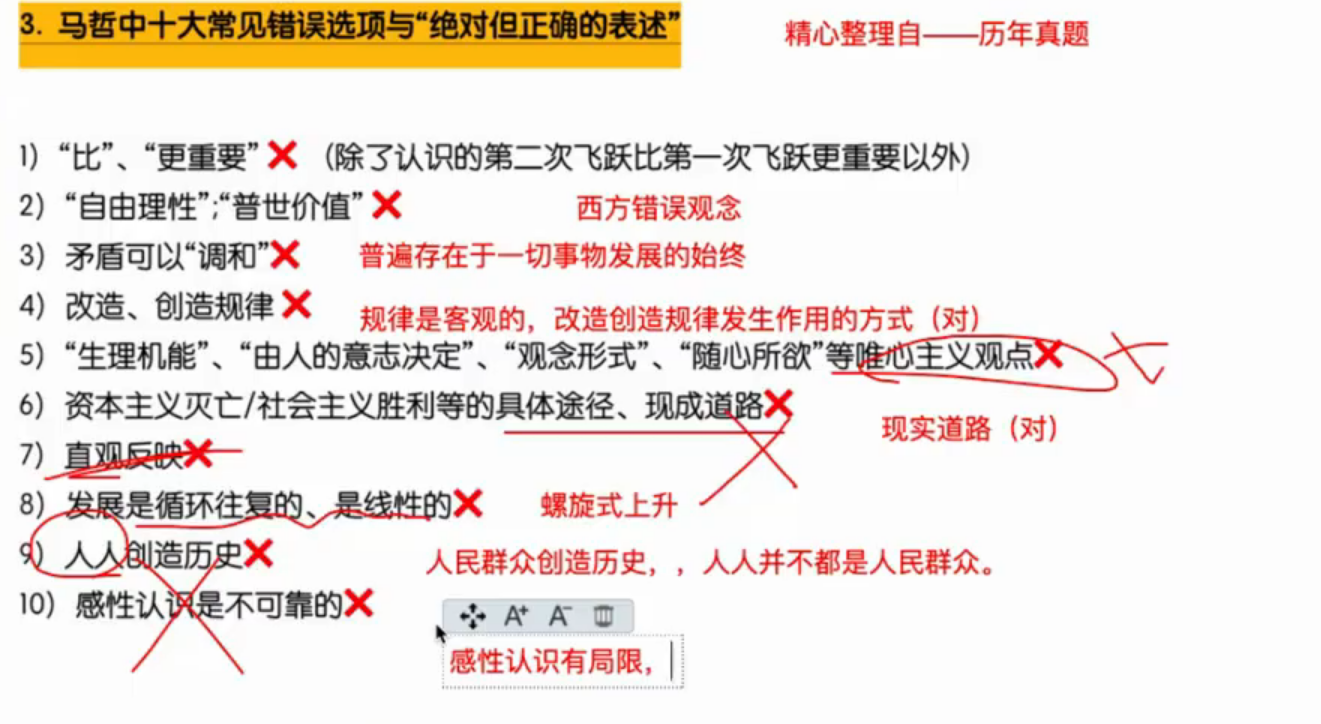 3. 马哲中十大常见错误选项与“绝对但正确的表述”
精心整理自——历年真题
1）“比”、“更重要”❌（除了认识的第二次飞跃比第一次飞跃更重要以外）
2）“自由理性”;“普世价值”❌ 西方错误观念
3）矛盾可以“调和”❌ 普遍存在于一切事物发展的始终
4）改造、创造规律❌ 规律是客观的，改造创造规律发生作用的方式（对）
5）“生理机能”、“由人的意志决定”、“观念形式”、“随心所欲”等唯心主义观点❌
6）资本主义灭亡/社会主义胜利等的具体途径、现成道路❌ 现实道路（对）
7）直观反映❌
8）发展是循环往复的、是线性的❌ 螺旋式上升
9）人人创造历史❌ 人民群众创造历史，，人人并不都是人民群众。
10）感性认识是不可靠的❌
A+ A-
感性认识有局限，